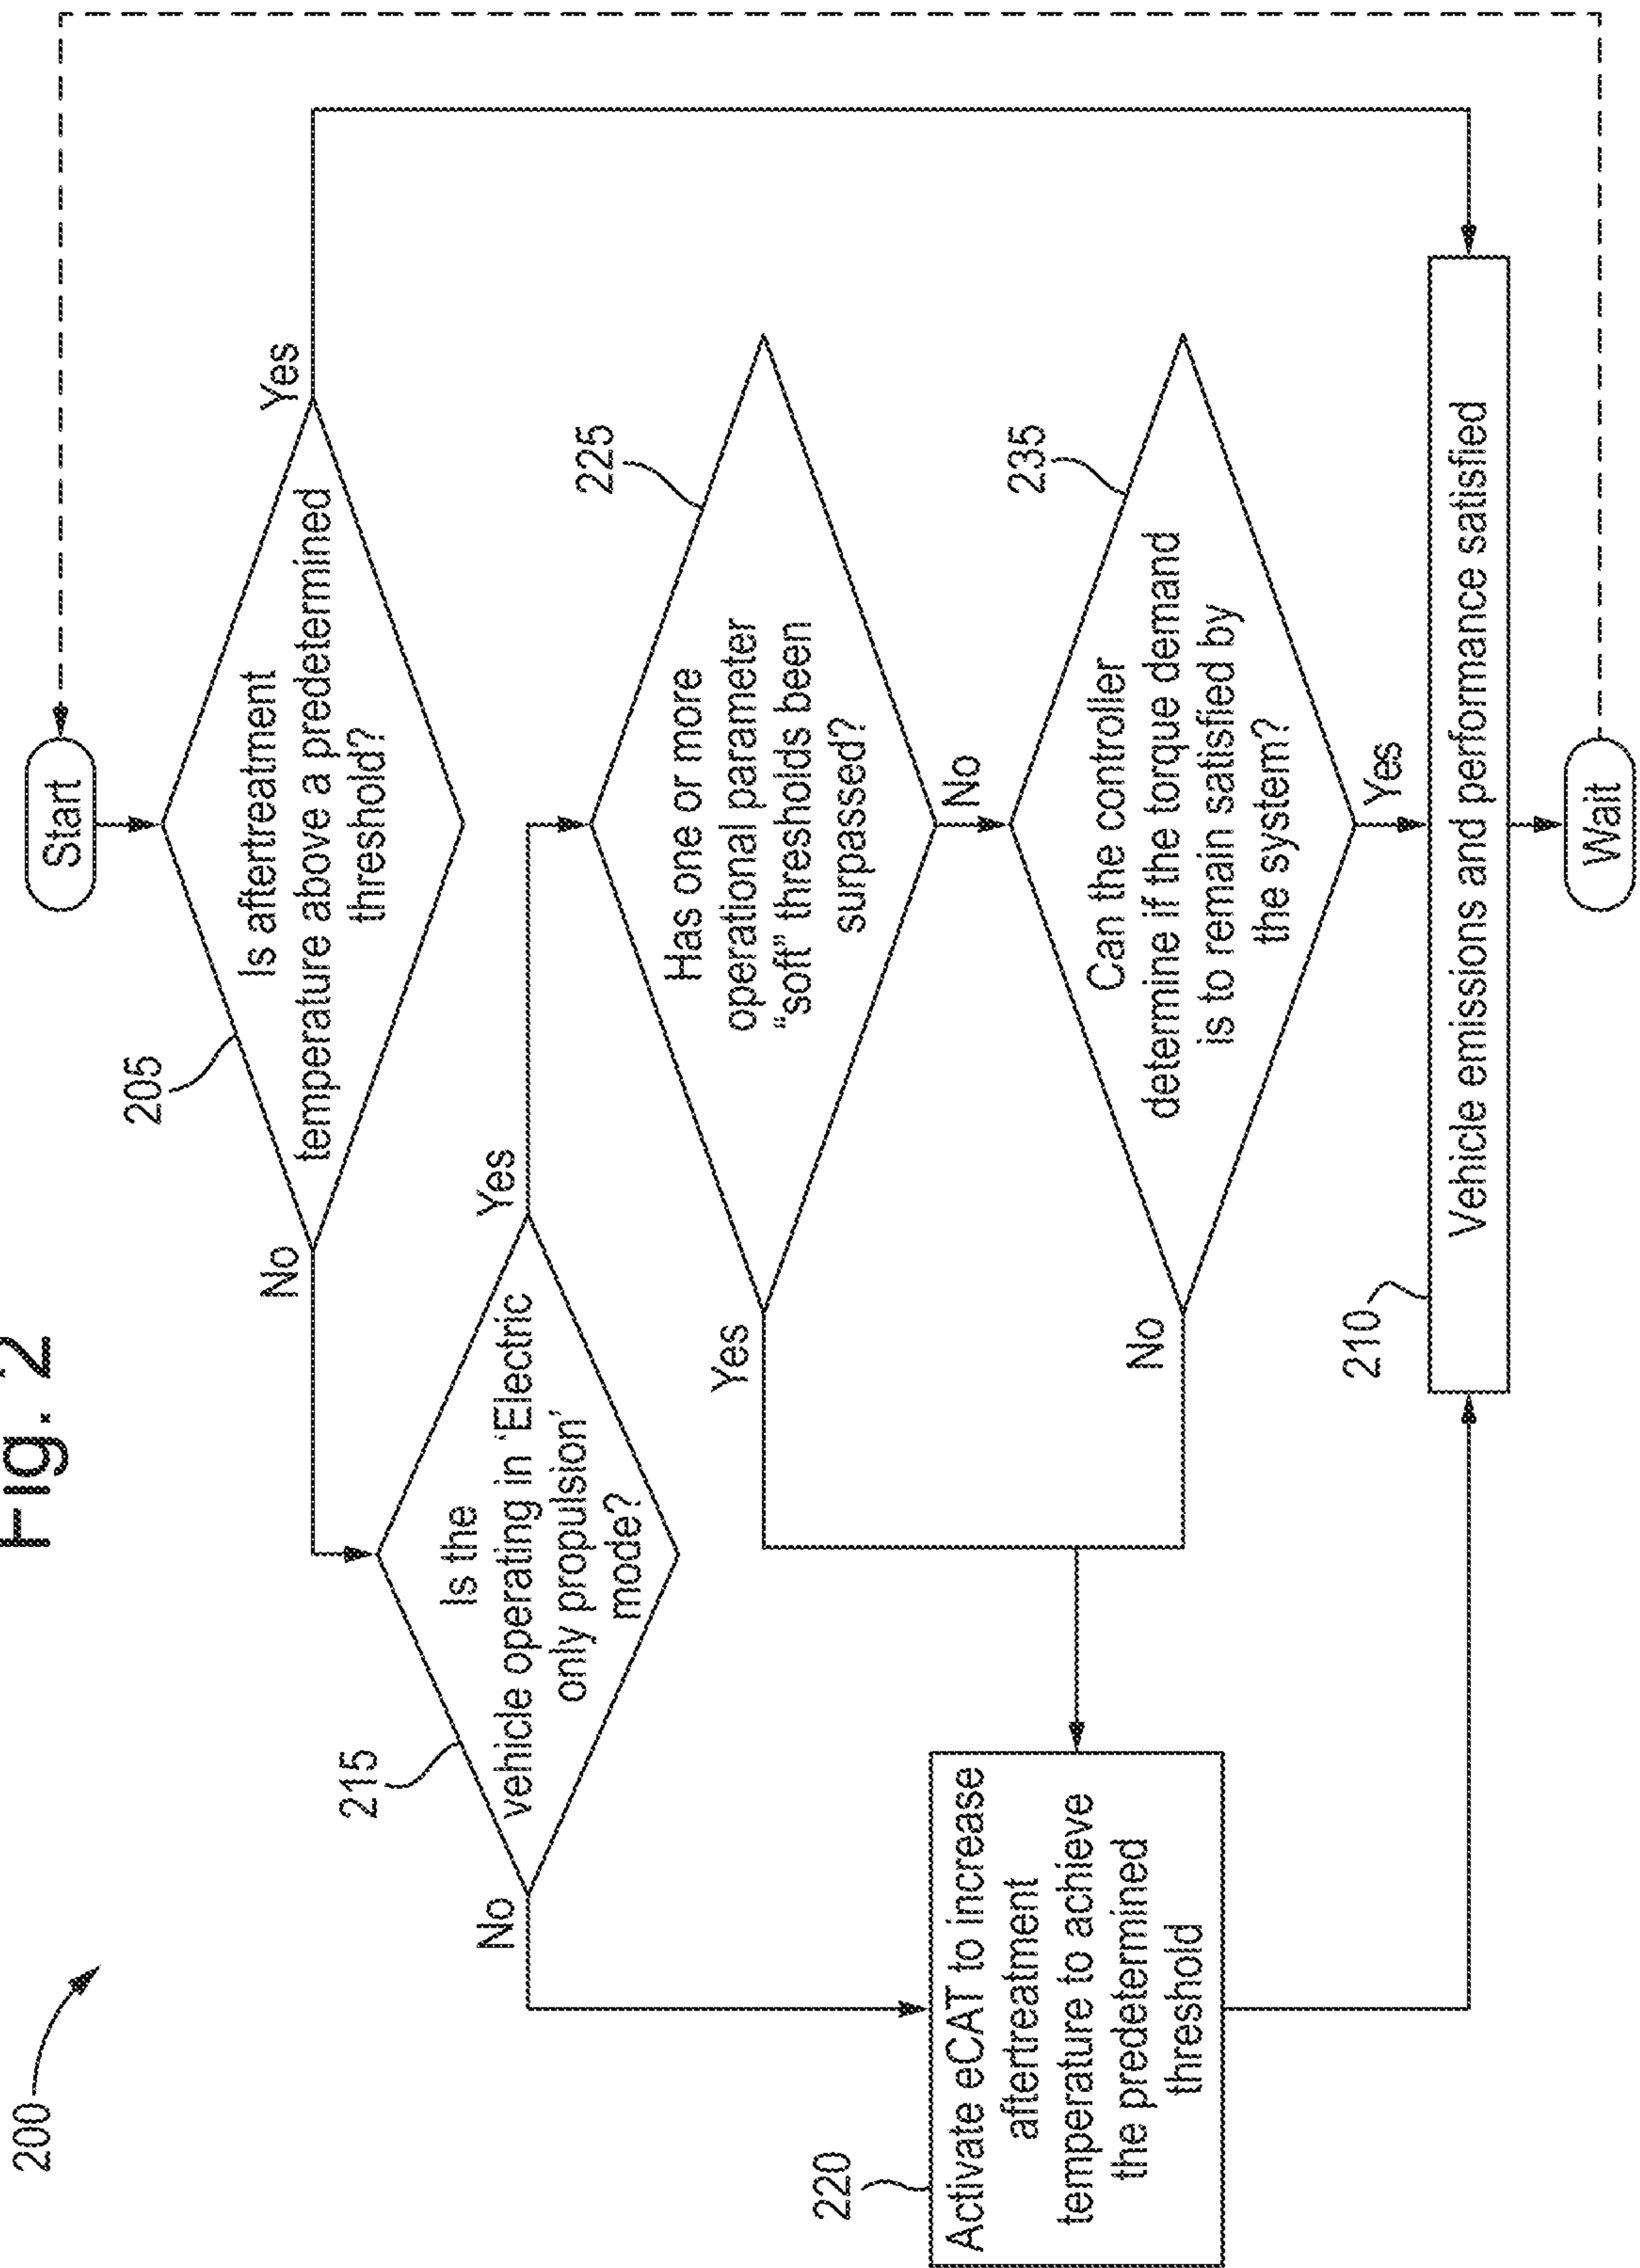 Fig. 2
200
Start
205
Is aftertreatment
temperature above a predetermined
threshold?
No
Yes
215
Is the
vehicle operating in ‘Electric
only propulsion’
mode?
No
Yes
225
Has one or more
operational parameter
“soft” thresholds been
surpassed?
Yes
No
235
Can the controller
determine if the torque demand
is to remain satisfied by
the system?
No
Yes
220
Activate eCAT to increase
aftertreatment
temperature to achieve
the predetermined
threshold
210
Vehicle emissions and performance satisfied
Wait